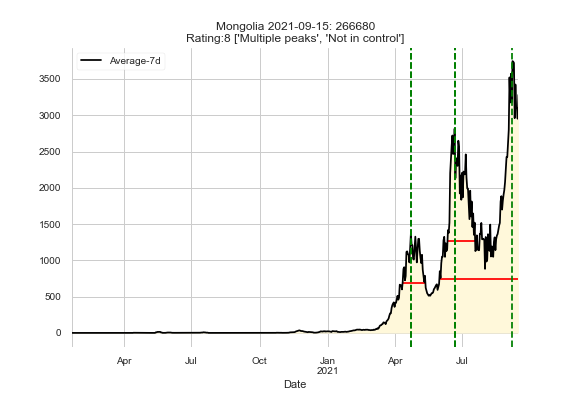 Mongolia 2021-09-15: 266680
Rating:8 ['Multiple peaks', 'Not in control']
Average-7d
3500
3000
2500
2000
1500
1000
500
0
Apr Jul Oct Jan Apr Jul
2021
Date